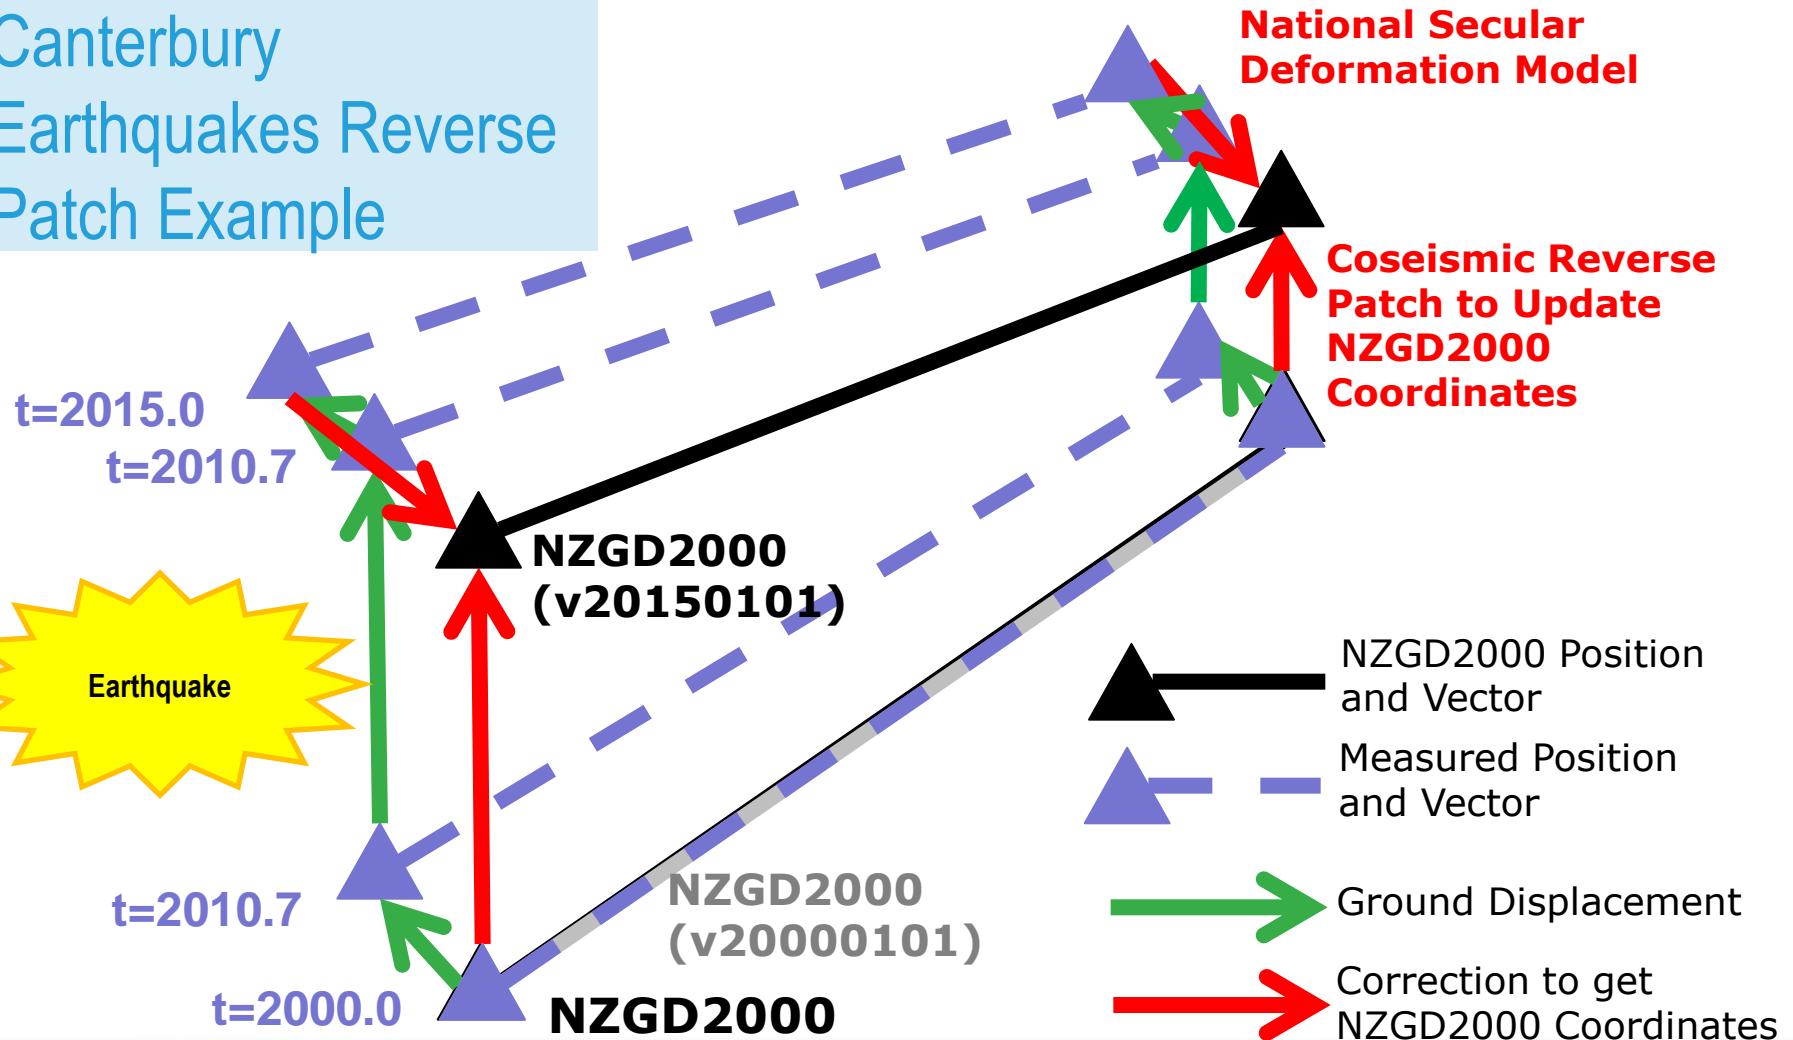 Canterbury
Earthquakes Reverse
Patch Example
National Secular
Deformation Model
Coseismic Reverse
Patch to Update
NZGD2000
Coordinates
t=2015.0
t=2010.7
NZGD2000
(v20150101)
Earthquake
NZGD2000 Position
and Vector
Measured Position
and Vector
t=2010.7
NZGD2000
(v20000101)
Ground Displacement
t=2000.0
NZGD2000
Correction to get
NZGD2000 Coordinates